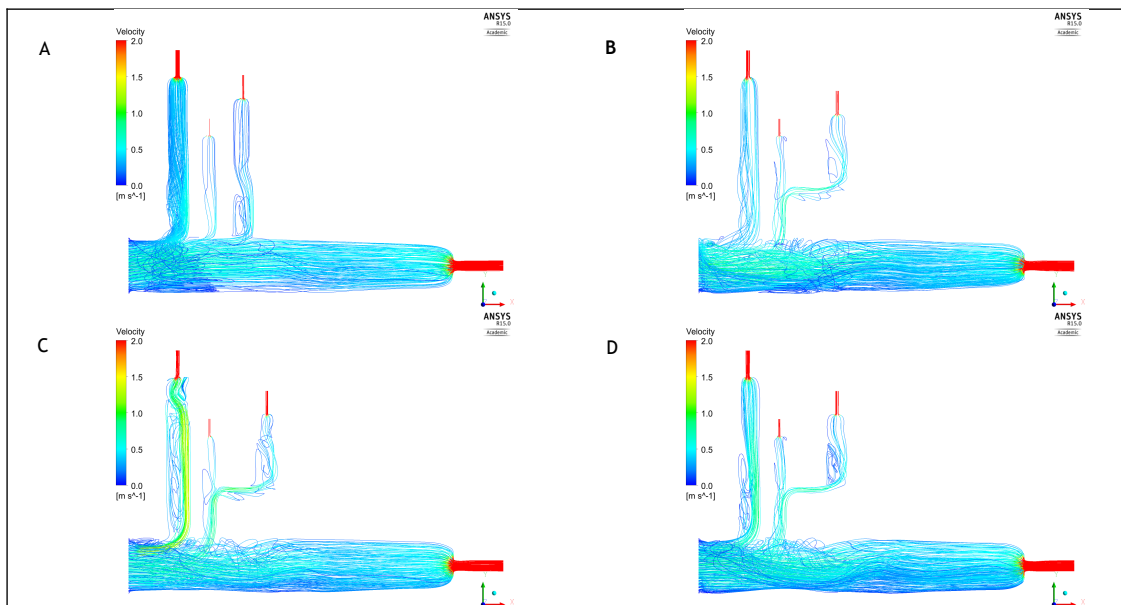 A
Velocity
2.0
1.5
1.0
0.5
0.0
[m s^-1]
ANSYS
R15.0
Academic
X
B
Velocity
2.0
1.5
1.0
0.5
0.0
[m s^-1]
ANSYS
R15.0
Academic
X
C
Velocity
2.0
1.5
1.0
0.5
0.0
[m s^-1]
ANSYS
R15.0
Academic
X
D
Velocity
2.0
1.5
1.0
0.5
0.0
[m s^-1]
ANSYS
R15.0
Academic
X